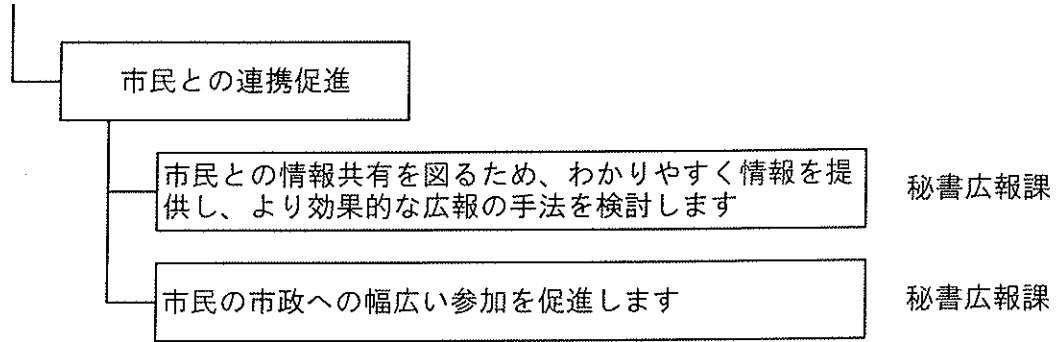 市民との連携促進
市民との情報共有を図るため、わかりやすく情報を提
供し、より効果的な広報の手法を検討します
秘書広報課
市民の市政への幅広い参加を促進します
秘書広報課